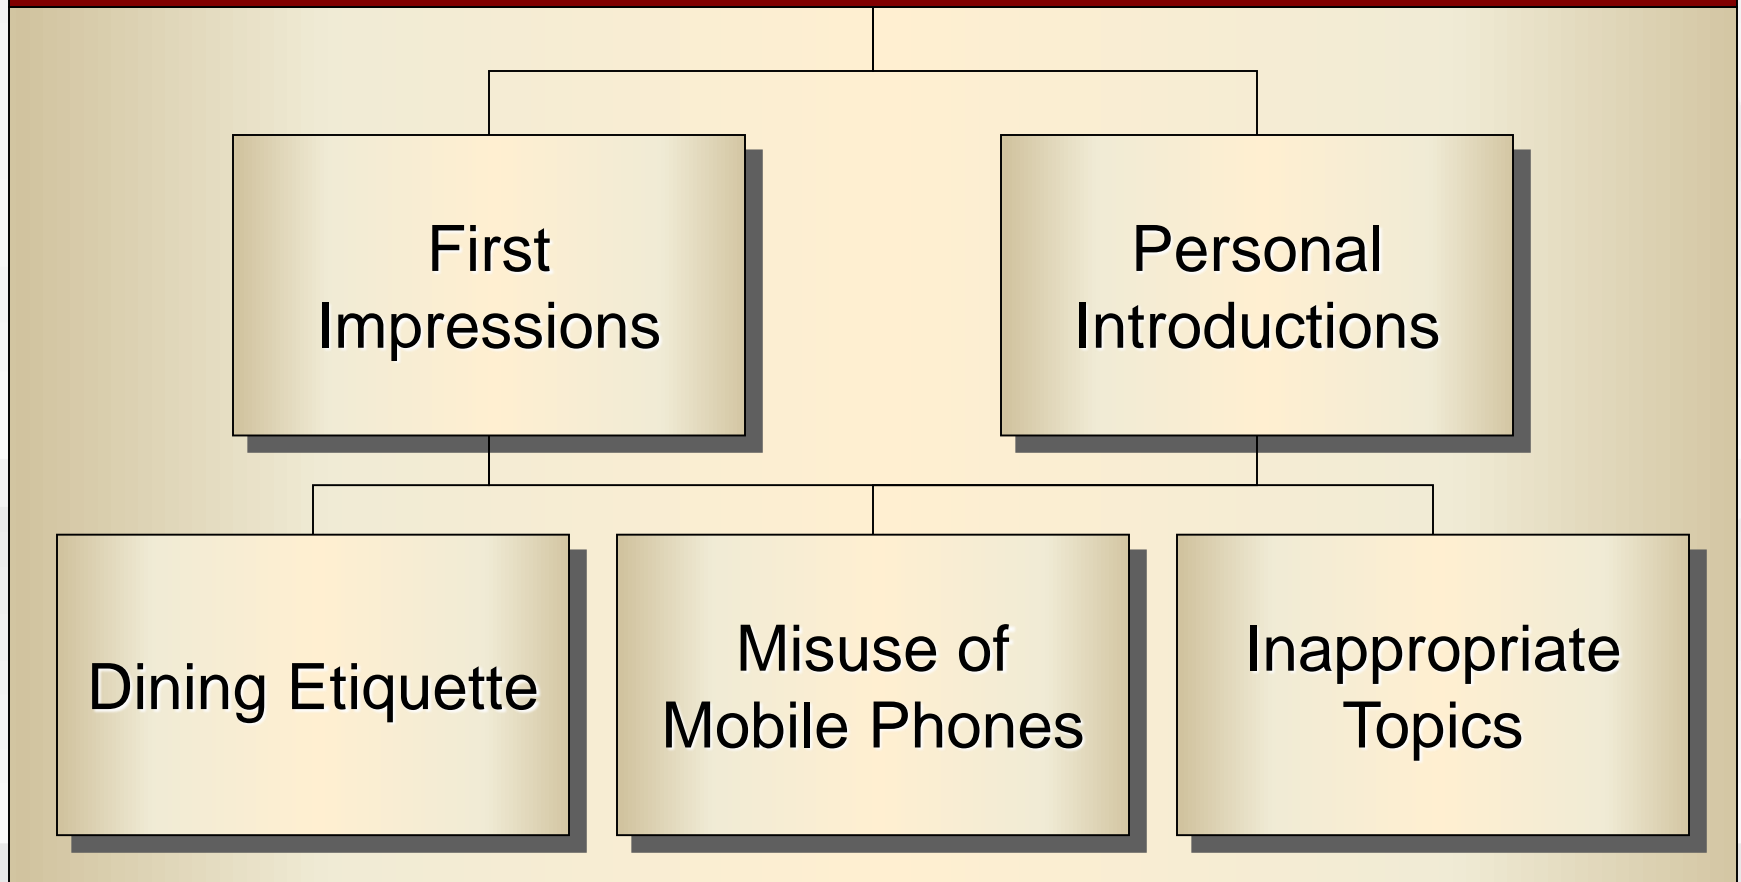 First
Impressions
Personal
Introductions
Dining Etiquette
Misuse of
Mobile Phones
Inappropriate
Topics